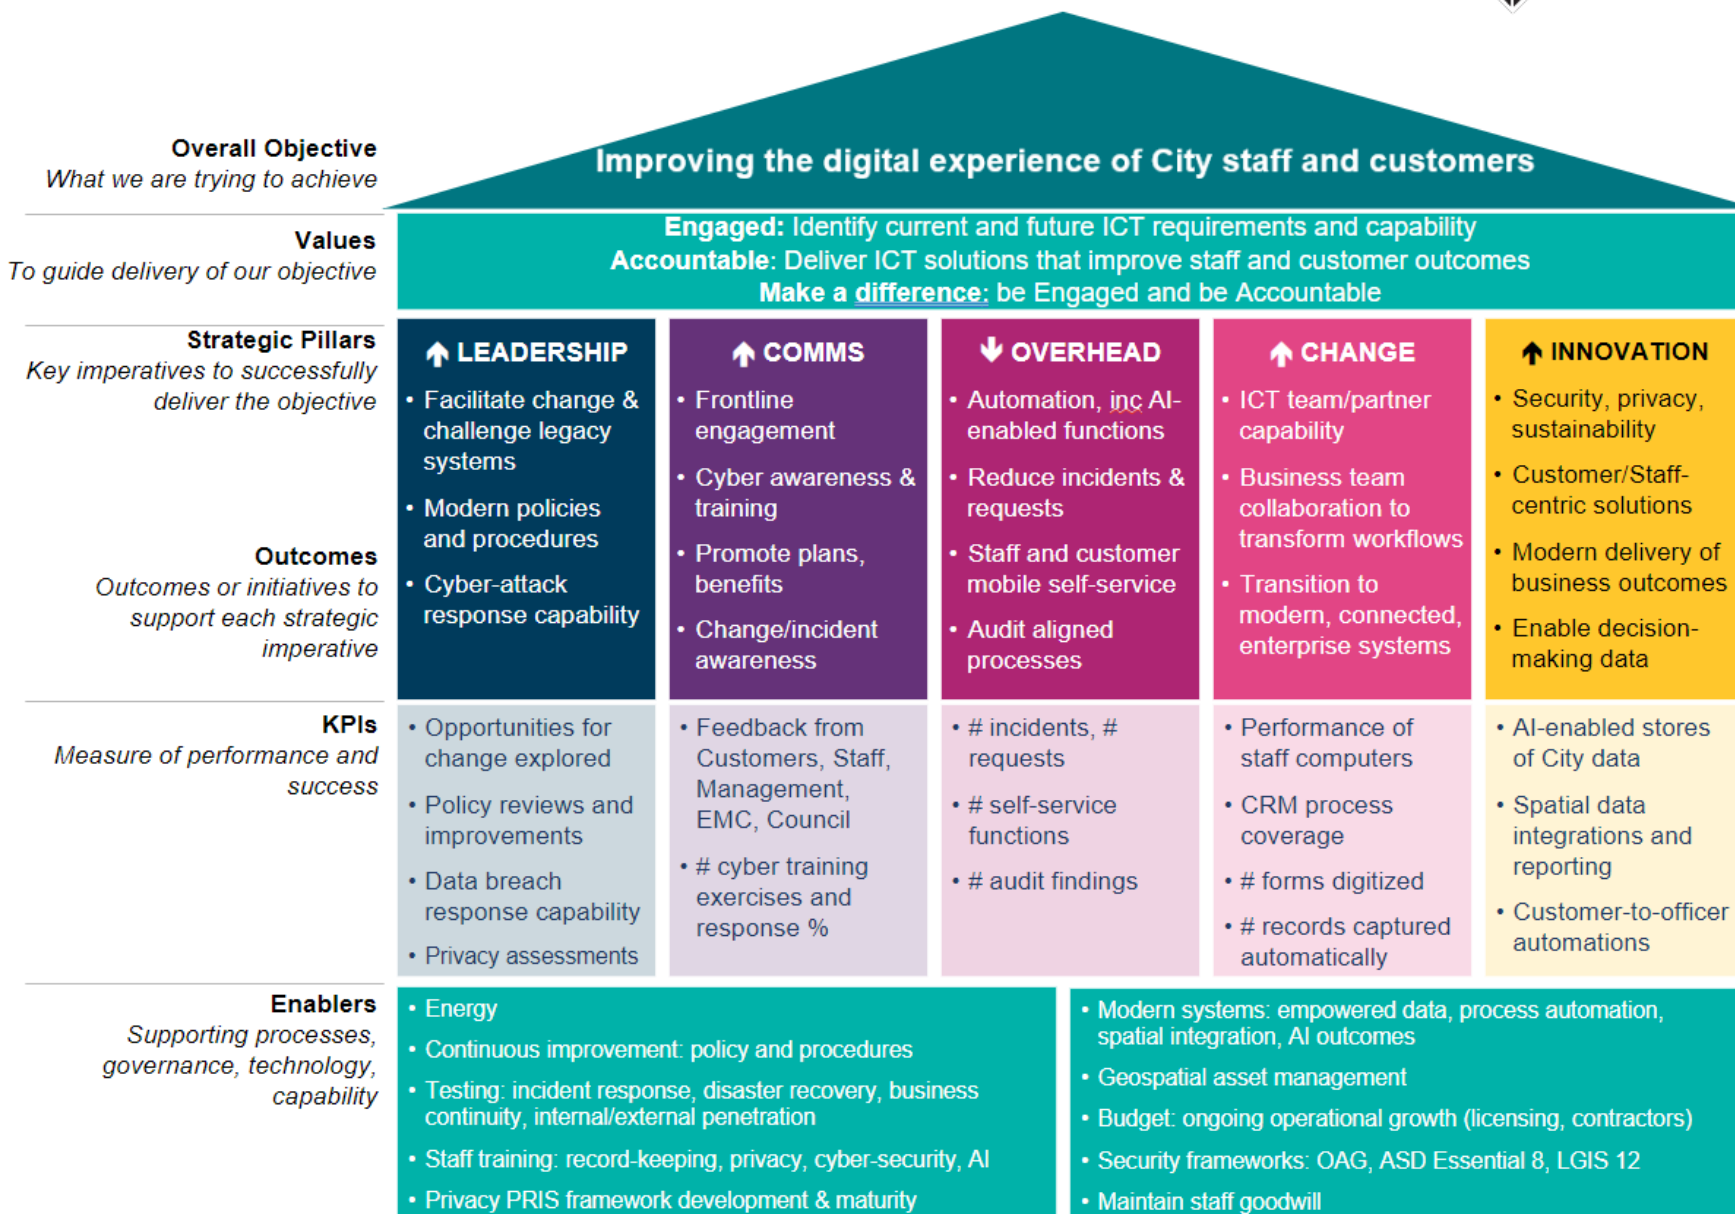 Overall Objective
What we are trying to achieve
Improving the digital experience of City staff and customers
Values
To guide delivery of our objective
Engaged: Identify current and future ICT requirements and capability
Accountable: Deliver ICT solutions that improve staff and customer outcomes
Make a difference: be Engaged and be Accountable
Strategic Pillars
Key imperatives to successfully
deliver the objective
Outcomes
Outcomes or initiatives to
support each strategic
imperative
LEADERSHIP
• Facilitate change &
challenge legacy
systems
• Modern policies
and procedures
• Cyber-attack
response capability
COMMS
• Frontline
engagement
• Cyber awareness &
training
• Promote plans,
benefits
• Change/incident
awareness
OVERHEAD
• Automation, inc AI-
enabled functions
• Reduce incidents &
requests
• Staff and customer
mobile self-service
• Audit aligned
processes
CHANGE
• ICT team/partner
capability
• Business team
collaboration to
transform workflows
• Transition to
modern, connected,
enterprise systems
INNOVATION
• Security, privacy,
sustainability
• Customer/Staff-
centric solutions
• Modern delivery of
business outcomes
• Enable decision-
making data
KPIs
Measure of performance and
success
• Opportunities for
change explored
• Policy reviews and
improvements
• Data breach
response capability
• Privacy assessments
• Feedback from
Customers, Staff,
Management,
EMC, Council
• # cyber training
exercises and
response %
• # incidents, #
requests
• # self-service
functions
• # audit findings
• Performance of
staff computers
• CRM process
coverage
• # forms digitized
• # records captured
automatically
• AI-enabled stores
of City data
• Spatial data
integrations and
reporting
• Customer-to-officer
automations
Enablers
Supporting processes,
governance, technology,
capability
• Energy
• Continuous improvement: policy and procedures
• Testing: incident response, disaster recovery, business
continuity, internal/external penetration
• Staff training: record-keeping, privacy, cyber-security, AI
• Privacy PRIS framework development & maturity
• Modern systems: empowered data, process automation,
spatial integration, AI outcomes
• Geospatial asset management
• Budget: ongoing operational growth (licensing, contractors)
• Security frameworks: OAG, ASD Essential 8, LGIS 12
• Maintain staff goodwill